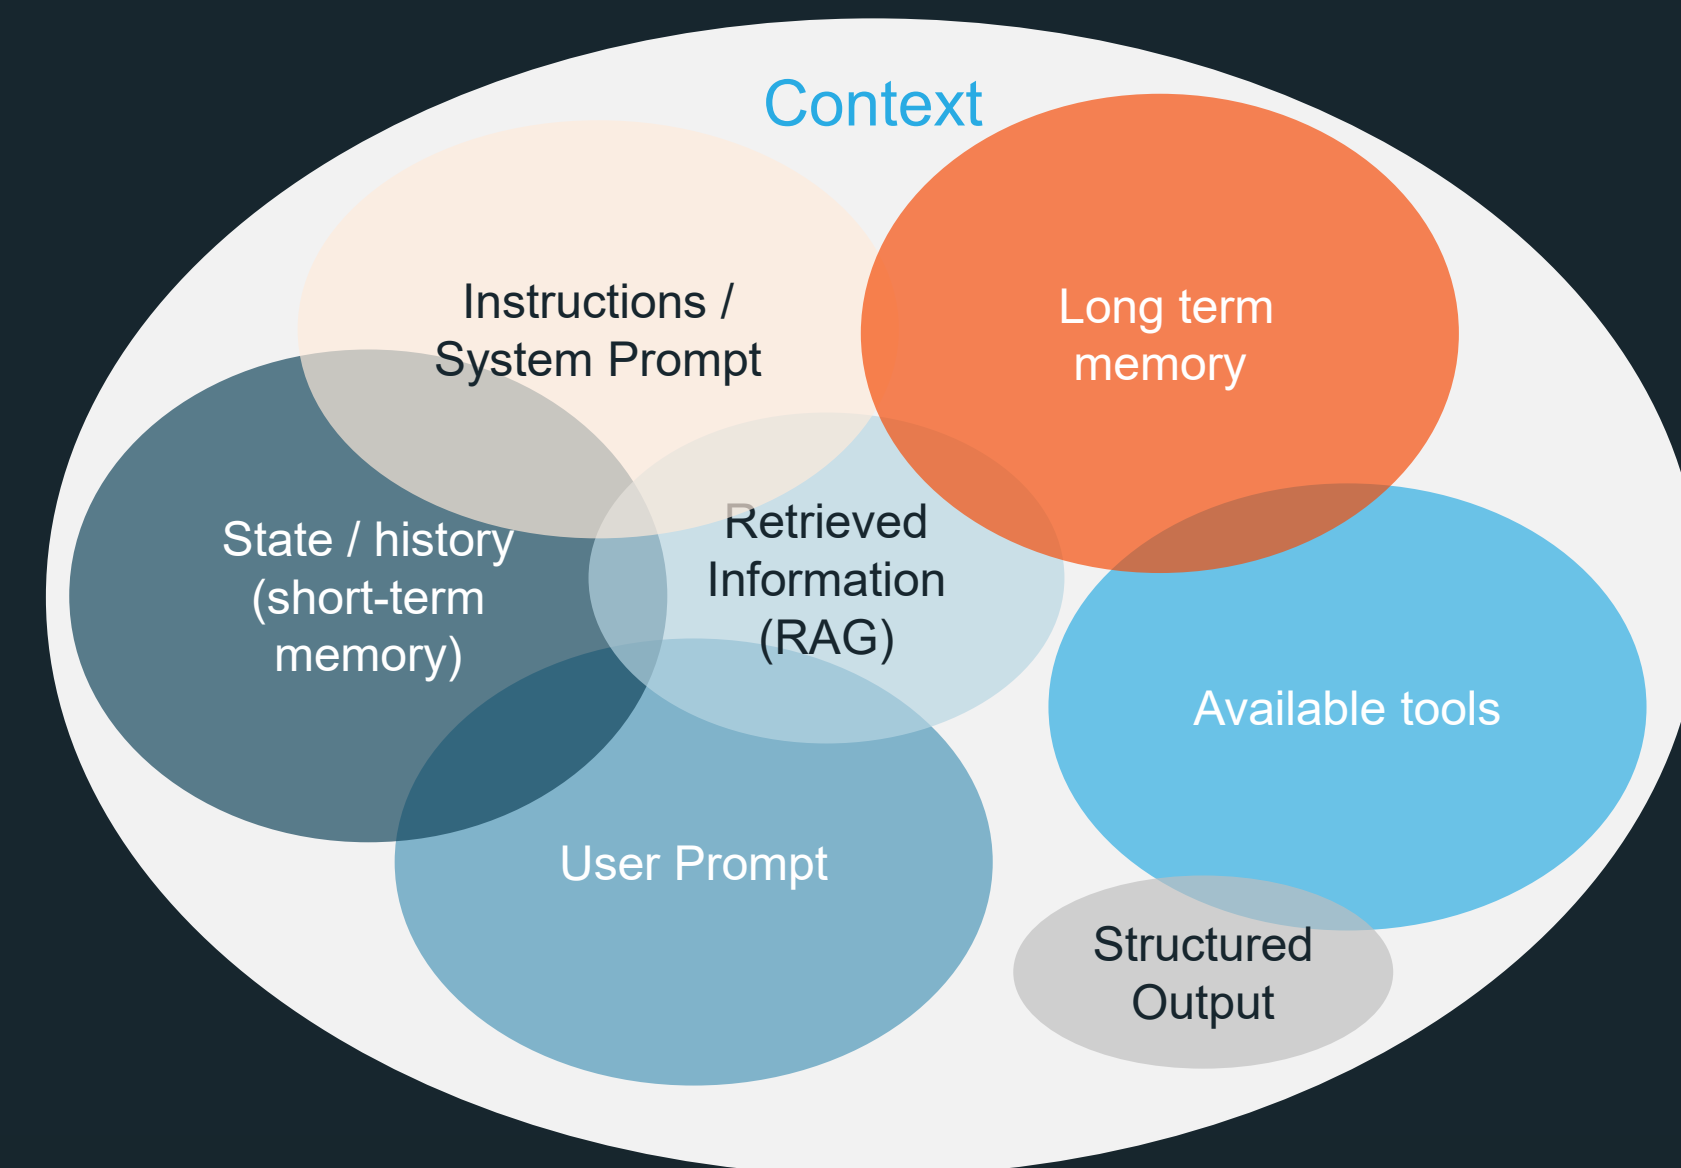 Context
Instructions /
System Prompt
Long term
memory
State / history
(short-term
memory)
Retrieved
Information
(RAG)
Available tools
User Prompt
Structured
Output